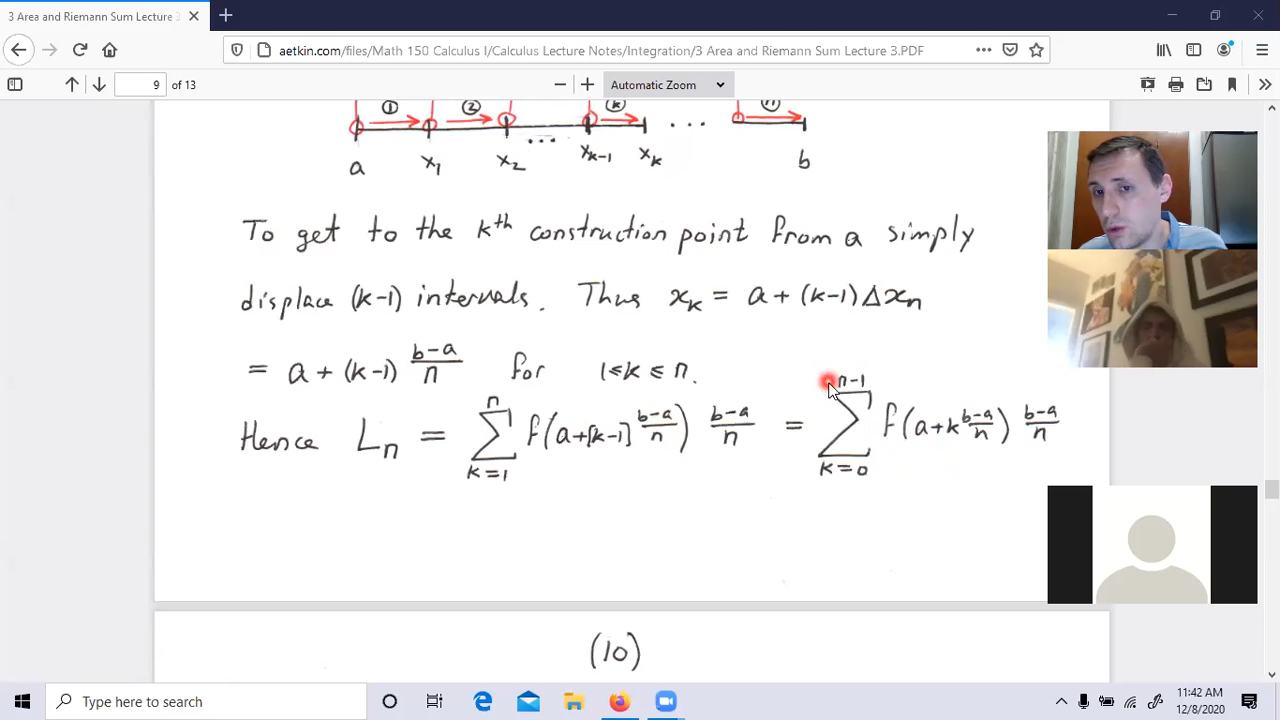 3 Area and Riemann Sum Lecture 3
aetkin.com/files/Math 150 Calculus I/Calculus Lecture Notes/Integration/3 Area and Riemann Sum Lecture 3.PDF
9 of 13
Automatic Zoom
① ② k n
a x₁ x₂ ... xₖ₋₁ xₖ ... b
To get to the kᵗʰ construction point from a simply
displace (k-1) intervals. Thus xₖ = a + (k-1) Δxₙ
= a + (k-1) (b-a)/n for 1≤k≤n.
Hence Lₙ = ∑_{k=1}^{n} f(a+[k-1] (b-a)/n) (b-a)/n = ∑_{k=0}^{n-1} f(a+k (b-a)/n) (b-a)/n
(10)
Type here to search
11:42 AM
12/8/2020